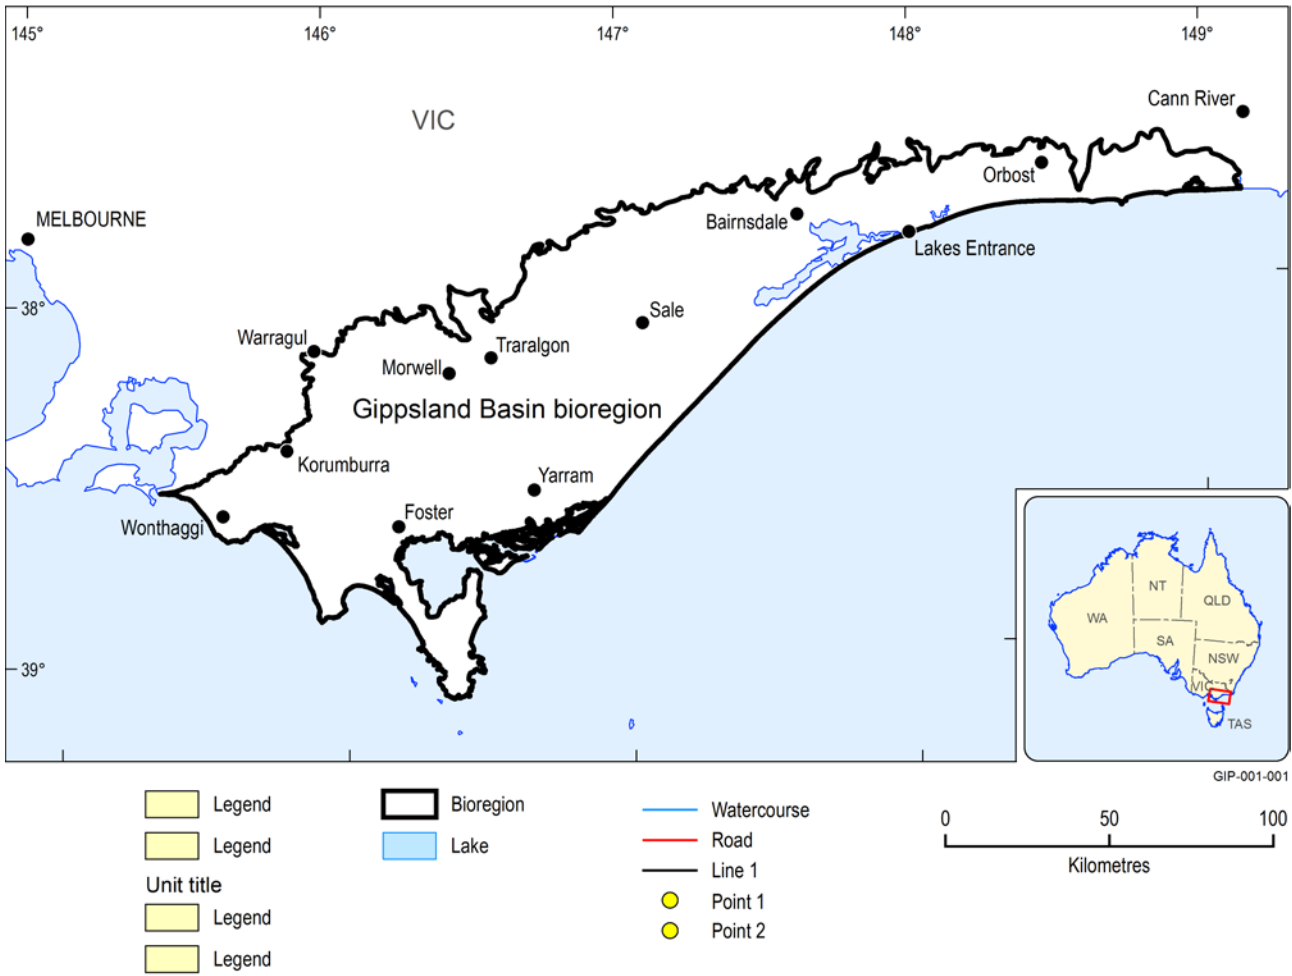 145°
146°
147°
148°
149°
Cann River
VIC
Orbost
MELBOURNE
Bairnsdale
Lakes Entrance
38°
Sale
Warragul
Traralgon
Morwell
Gippsland Basin bioregion
Korumburra
Yarram
Foster
Wonthaggi
39°
NT
QLD
WA
SA
NSW
VIC
TAS
GIP-001-001
Legend
Legend
Unit title
Legend
Legend
Bioregion
Lake
Watercourse
Road
Line 1
Point 1
Point 2
0 50 100
Kilometres